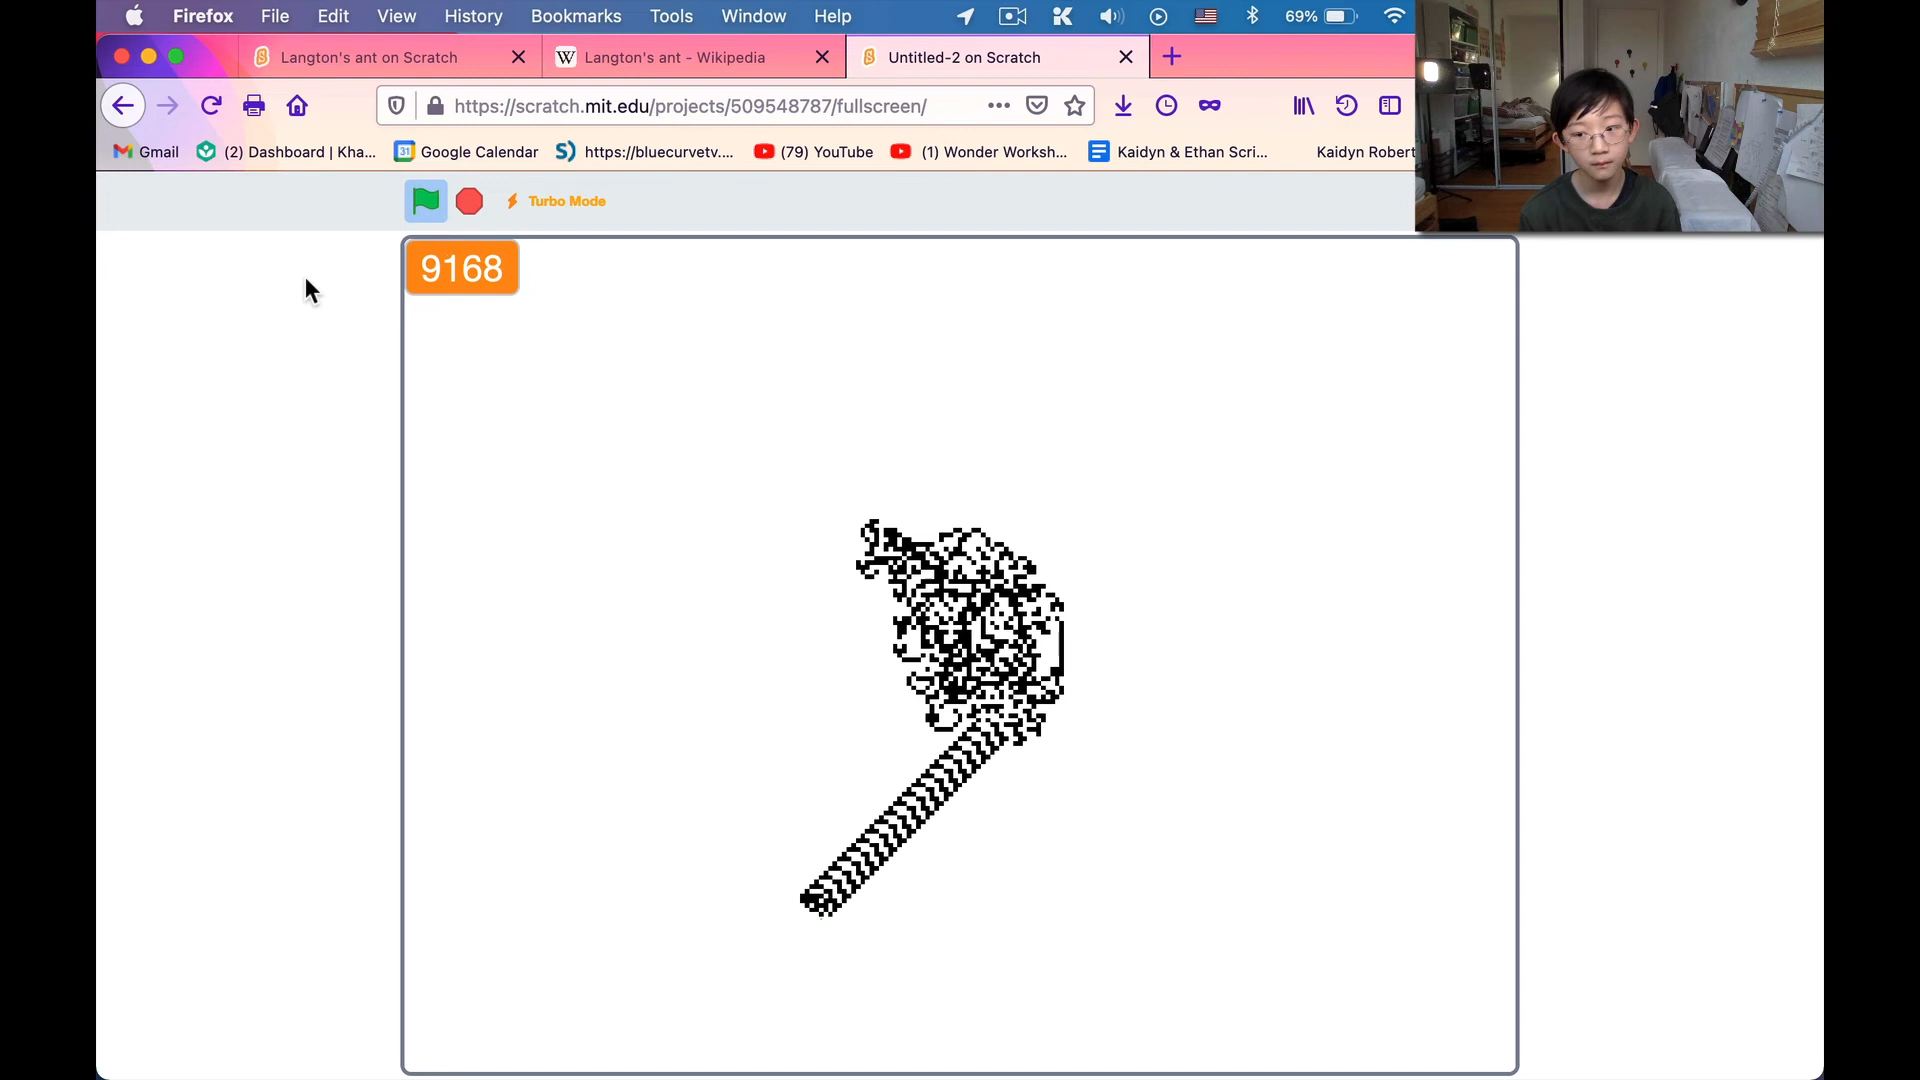 Firefox File Edit View History Bookmarks Tools Window Help 69%
Langton's ant on Scratch
W Langton's ant - Wikipedia
Untitled-2 on Scratch
https://scratch.mit.edu/projects/509548787/fullscreen/
Gmail (2) Dashboard | Kha... 31 Google Calendar https://bluecurvetv.... (79) YouTube (1) Wonder Worksh... Kaidyn & Ethan Scri... Kaidyn Robert
Turbo Mode
9168